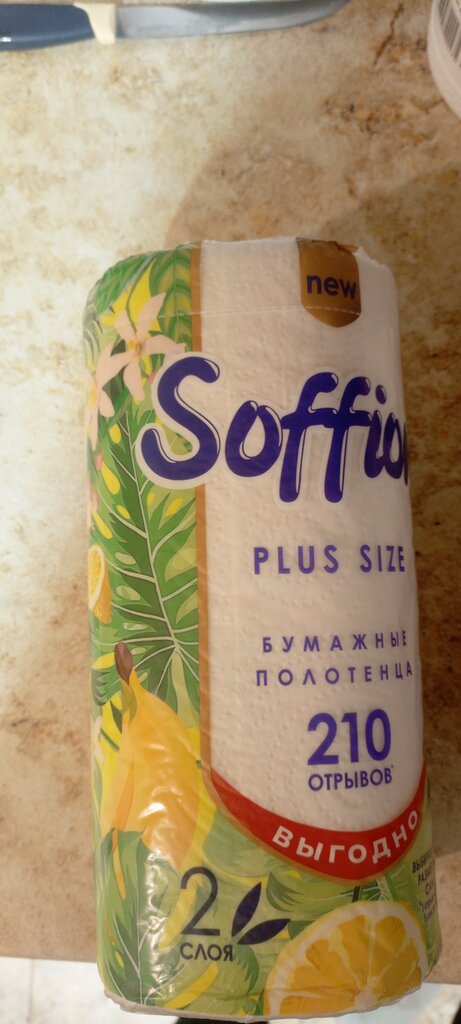 new
Soffio
PLUS SIZE
БУМАЖНЫЕ
ПОЛОТЕНЦА
210
ОТРЫВОВ*
ВЫГОДНО
2
СЛОЯ